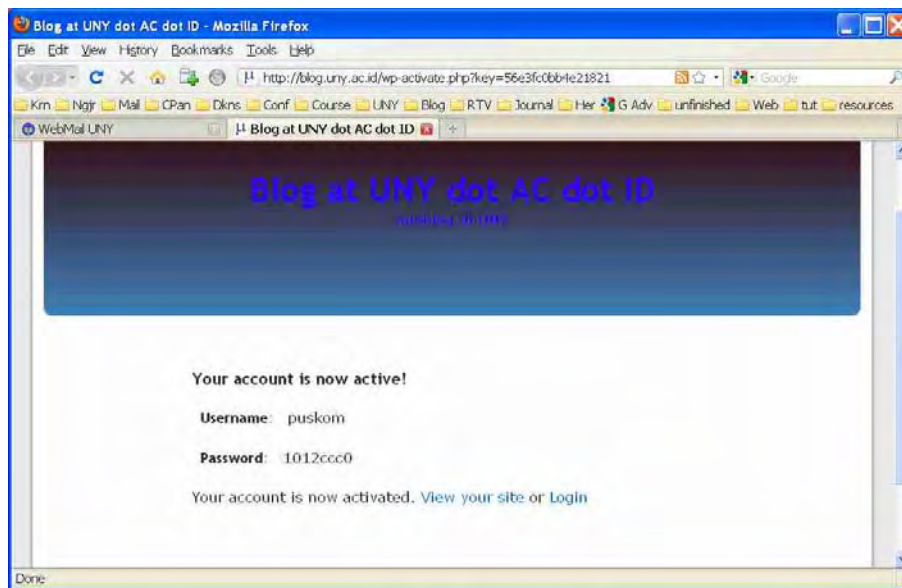 Blog at UNY dot AC dot ID - Mozilla Firefox
File Edit View History Bookmarks Tools Help
http://blog.uny.ac.id/wp-activate.php?key=56e3fc0bb4e21821 Google
Krn Ngjr Mail CPan Dkns Conf Course UNY Blog RTV Journal Her G Adv unfinished Web tut resources
WebMail UNY µ Blog at UNY dot AC dot ID
Blog at UNY dot AC dot ID
Your account is now active!
Username: puskom
Password: 1012ccc0
Your account is now activated. View your site or Login
Done